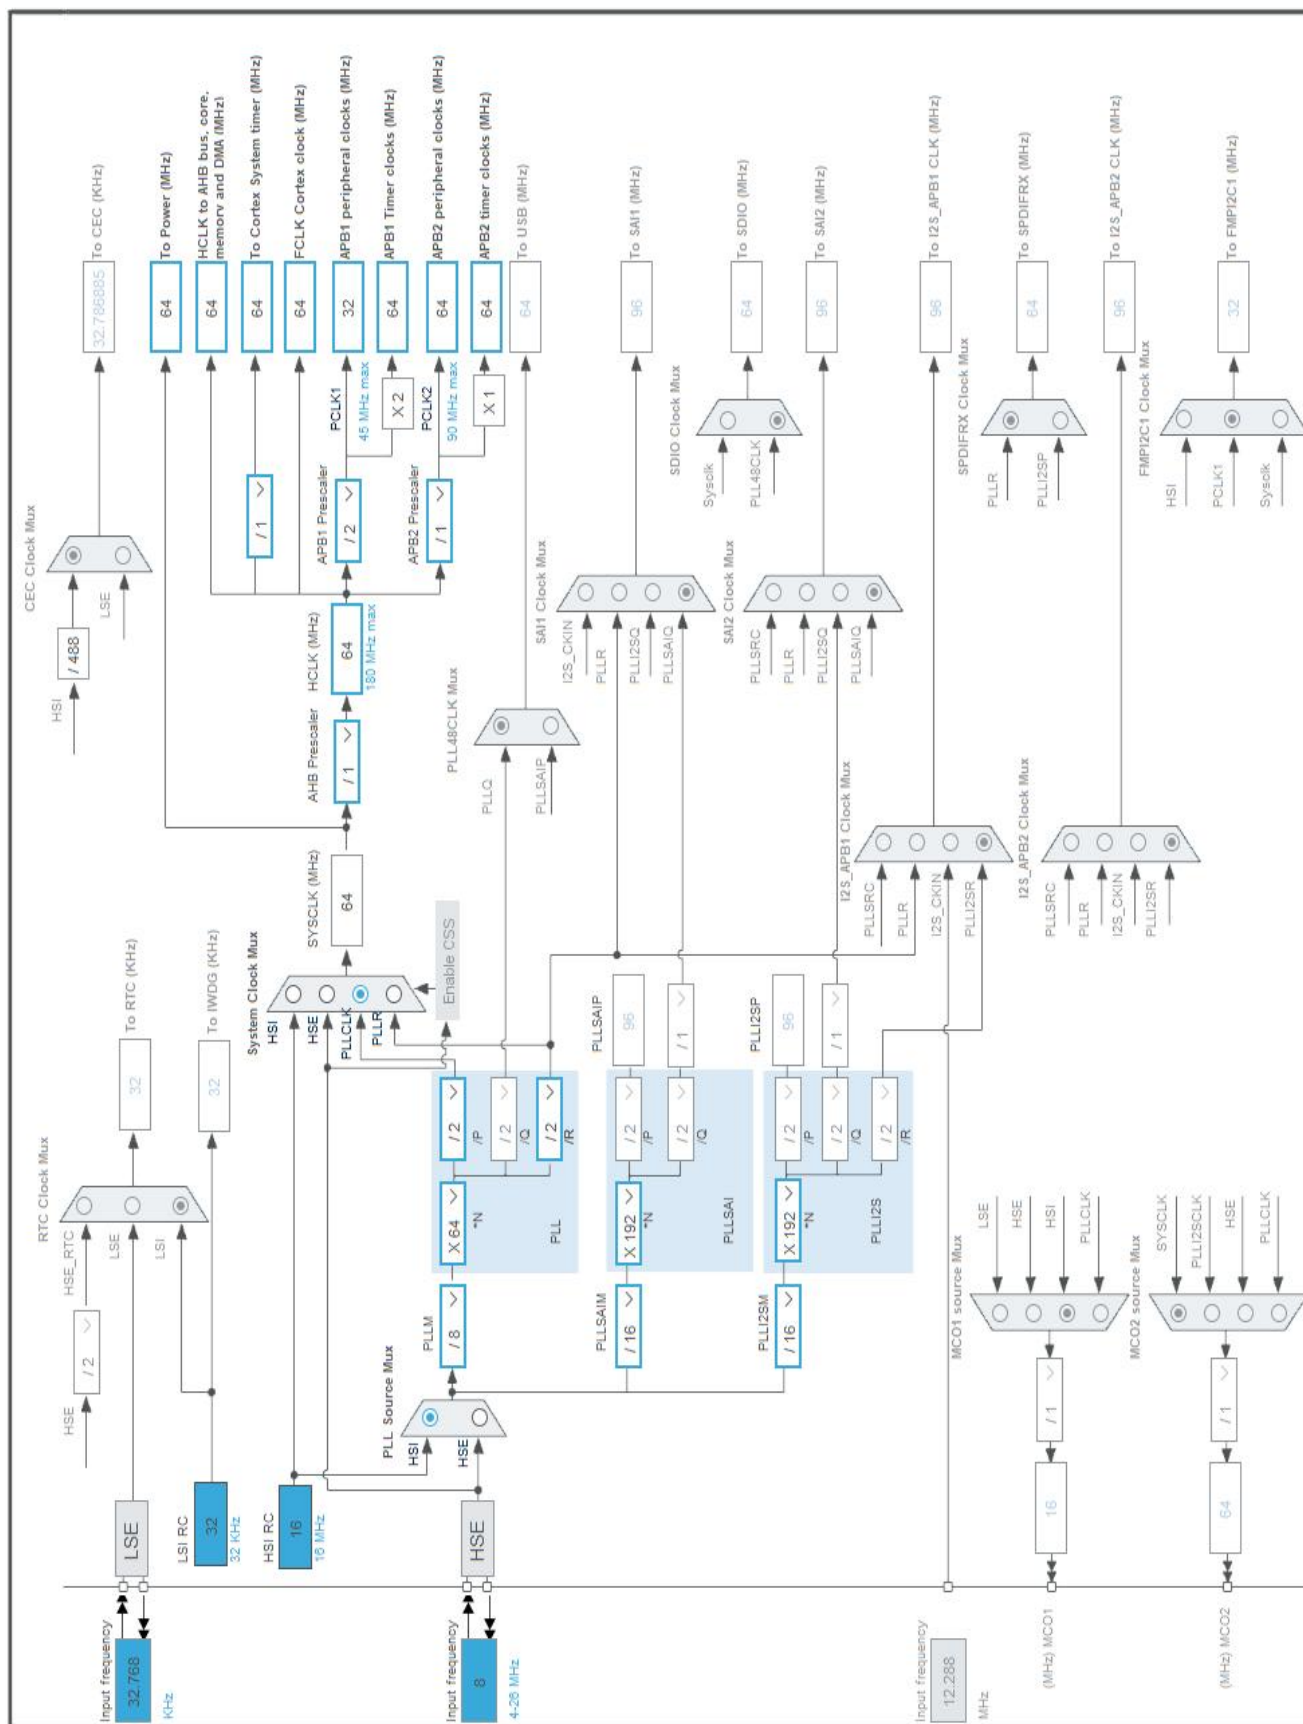 Input frequency
32.768
KHz
LSE
LSI RC
32
32 KHz
HSI RC
16
16 MHz
Input frequency
8
4-26 MHz
HSE
Input frequency
12.288
MHz
(MHz) MCO1
(MHz) MCO2
HSE
/ 2
HSE_RTC
LSE
LSI
RTC Clock Mux
32
To RTC (KHz)
32
To IWDG (KHz)
HSI
/ 488
LSE
CEC Clock Mux
32.786885
To CEC (KHz)
PLL Source Mux
HSI
HSE
PLLM
/ 8
X 64
*N
/ 2
/P
/ 2
/Q
/ 2
/R
PLL
PLLSAIM
/ 16
X 192
*N
/ 2
/P
/ 2
/Q
PLLSAI
PLLSAIP
96
/ 1
PLLI2SM
/ 16
X 192
*N
/ 2
/P
/ 2
/Q
/ 2
/R
PLLI2S
PLLI2SP
96
/ 1
System Clock Mux
HSI
HSE
PLLCLK
PLLR
Enable CSS
SYSCLK (MHz)
64
AHB Prescaler
/ 1
HCLK (MHz)
64
180 MHz max
/ 1
APB1 Prescaler
/ 2
APB2 Prescaler
/ 1
PCLK1
45 MHz max
X 2
PCLK2
90 MHz max
X 1
64
To Power (MHz)
64
HCLK to AHB bus, core,
memory and DMA (MHz)
64
To Cortex System timer (MHz)
64
FCLK Cortex clock (MHz)
32
APB1 peripheral clocks (MHz)
64
APB1 Timer clocks (MHz)
64
APB2 peripheral clocks (MHz)
64
APB2 timer clocks (MHz)
PLL48CLK Mux
PLLQ
PLLSAIP
64
To USB (MHz)
SAI1 Clock Mux
I2S_CKIN
PLLR
PLLI2SQ
PLLSAIQ
96
To SAI1 (MHz)
SDIO Clock Mux
Sysclk
PLL48CLK
64
To SDIO (MHz)
SAI2 Clock Mux
PLLSRC
PLLR
PLLI2SQ
PLLSAIQ
96
To SAI2 (MHz)
I2S_APB1 Clock Mux
PLLSRC
PLLR
I2S_CKIN
PLLI2SR
96
To I2S_APB1 CLK (MHz)
SPDIFRX Clock Mux
PLLR
PLLI2SP
64
To SPDIFRX (MHz)
I2S_APB2 Clock Mux
PLLSRC
PLLR
I2S_CKIN
PLLI2SR
96
To I2S_APB2 CLK (MHz)
FMPI2C1 Clock Mux
HSI
PCLK1
Sysclk
32
To FMPI2C1 (MHz)
MCO1 source Mux
LSE
HSE
HSI
PLLCLK
/ 1
16
MCO2 source Mux
SYSCLK
PLLI2SCLK
HSE
PLLCLK
/ 1
64